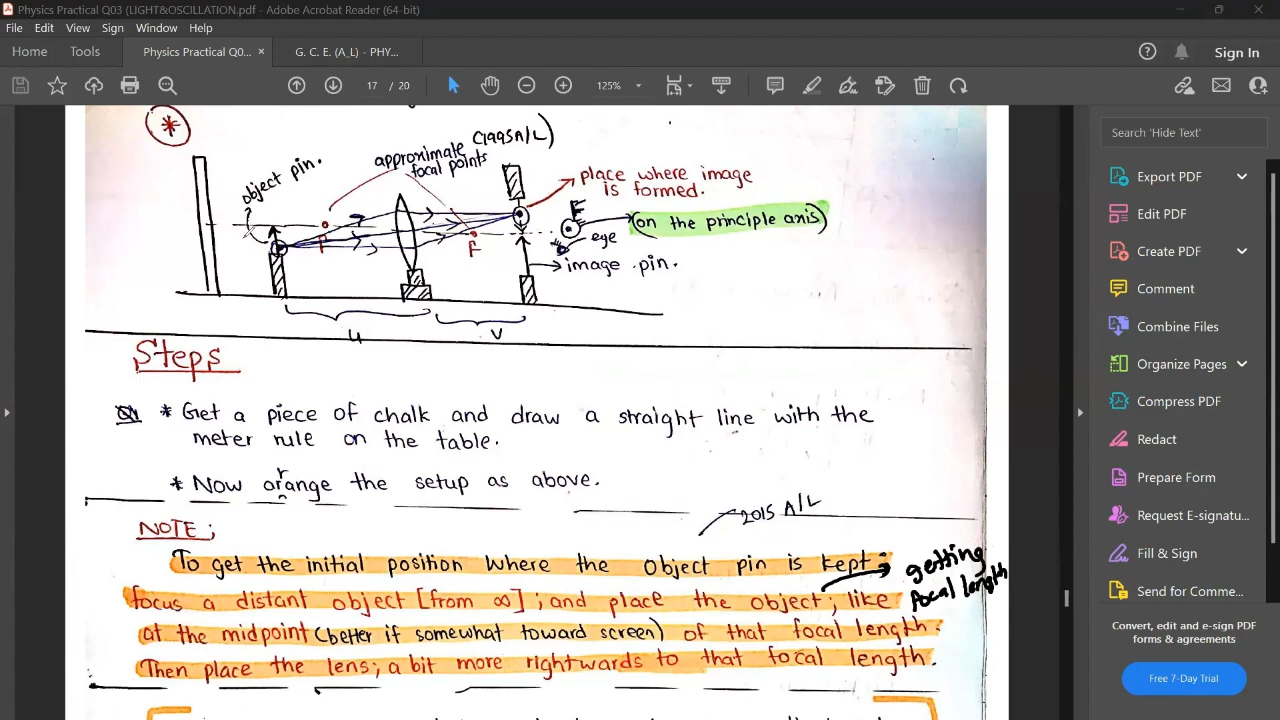 Physics Practical Q03 (LIGHT&OSCILLATION.pdf - Adobe Acrobat Reader (64-bit)
File Edit View Sign Window Help
Home Tools Physics Practical Q0... × G. C. E. (A_L) - PHY... Sign In
17 / 20 125%
(1995A/L)
approximate focal points
object pin.
place where image is formed.
F F
E
eye
(on the principle axis)
image pin.
u v
Steps
* Get a piece of chalk and draw a straight line with the
meter rule on the table.
* Now arrange the setup as above.
2015 A/L
NOTE;
To get the initial position where the object pin is kept;
getting focal length
focus a distant object [from ∞]; and place the object; like
at the midpoint (better if somewhat toward screen) of that focal length.
Then place the lens; a bit more rightwards to that focal length.
Search 'Hide Text'
Export PDF
Edit PDF
Create PDF
Comment
Combine Files
Organize Pages
Compress PDF
Redact
Prepare Form
Request E-signatu...
Fill & Sign
Send for Comme...
Convert, edit and e-sign PDF
forms & agreements
Free 7-Day Trial